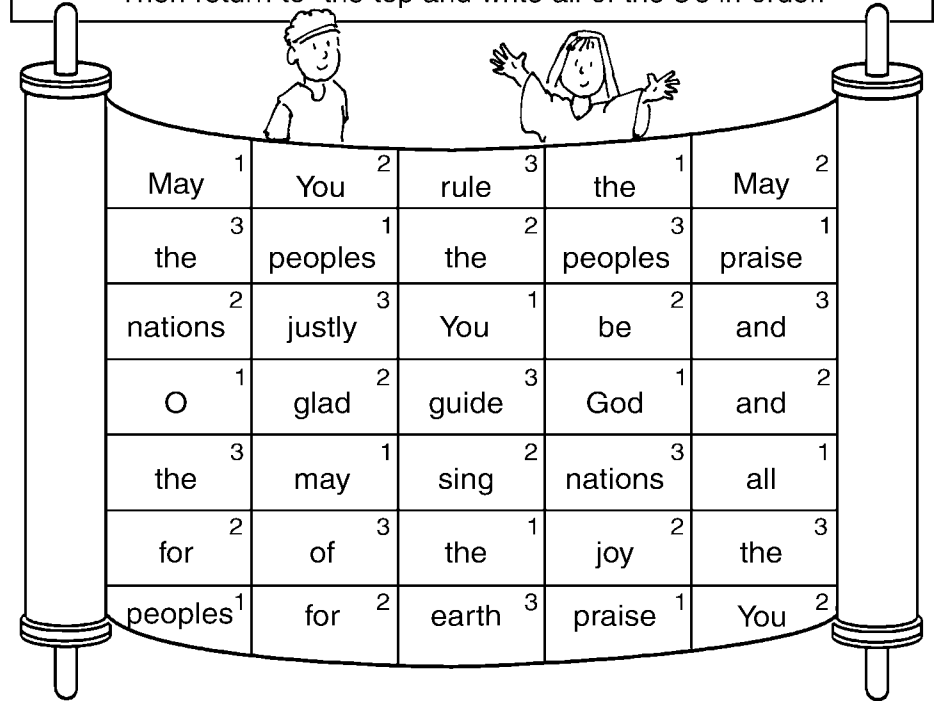 Then return to the top and write all of the 3's in order.
May 1 You 2 rule 3 the 1 May 2
the 3 peoples 1 the 2 peoples 3 praise 1
nations 2 justly 3 You 1 be 2 and 3
O 1 glad 2 guide 3 God 1 and 2
the 3 may 1 sing 2 nations 3 all 1
for 2 of 3 the 1 joy 2 the 3
peoples 1 for 2 earth 3 praise 1 You 2